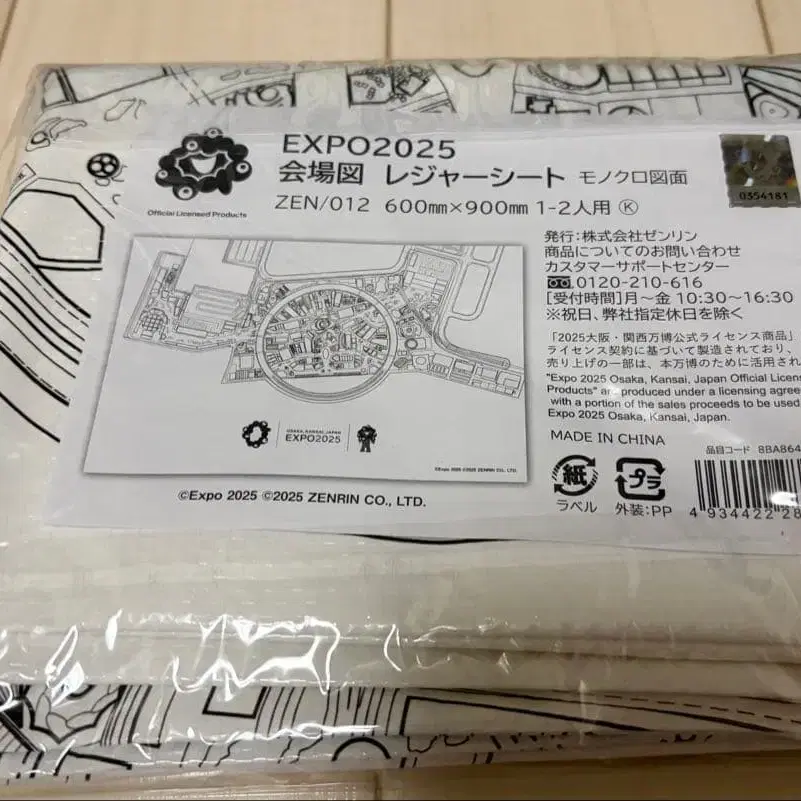 EXPO2025
会場図 レジャーシート モノクロ図面
ZEN/012 600mm×900mm 1-2人用 Ⓚ
Official Licensed Products
0354181
発行:株式会社ゼンリン
商品についてのお問い合わせ
カスタマーサポートセンター
0120-210-616
[受付時間]月〜金 10:30〜16:30
※祝日、弊社指定休日を除く
「2025大阪・関西万博公式ライセンス商品」
ライセンス契約に基づいて製造されており、
売り上げの一部は、本万博のために活用され
"Expo 2025 Osaka, Kansai, Japan Official Licens
Products" are produced under a licensing agree
with a portion of the sales proceeds to be used
Expo 2025 Osaka, Kansai, Japan.
MADE IN CHINA
品目コード 8BA864
紙
ラベル
プラ
外装:PP
4 934422 28
OSAKA, KANSAI, JAPAN
EXPO2025
©Expo 2025 ©2025 ZENRIN CO., LTD.
©Expo 2025 ©2025 ZENRIN CO., LTD.